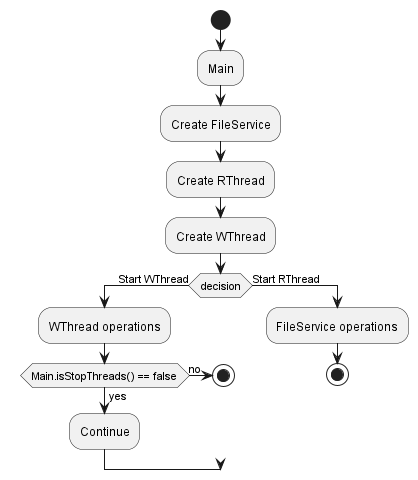 Main
Create FileService
Create RThread
Create WThread
Start WThread
decision
Start RThread
WThread operations
FileService operations
Main.isStopThreads() == false
no
yes
Continue